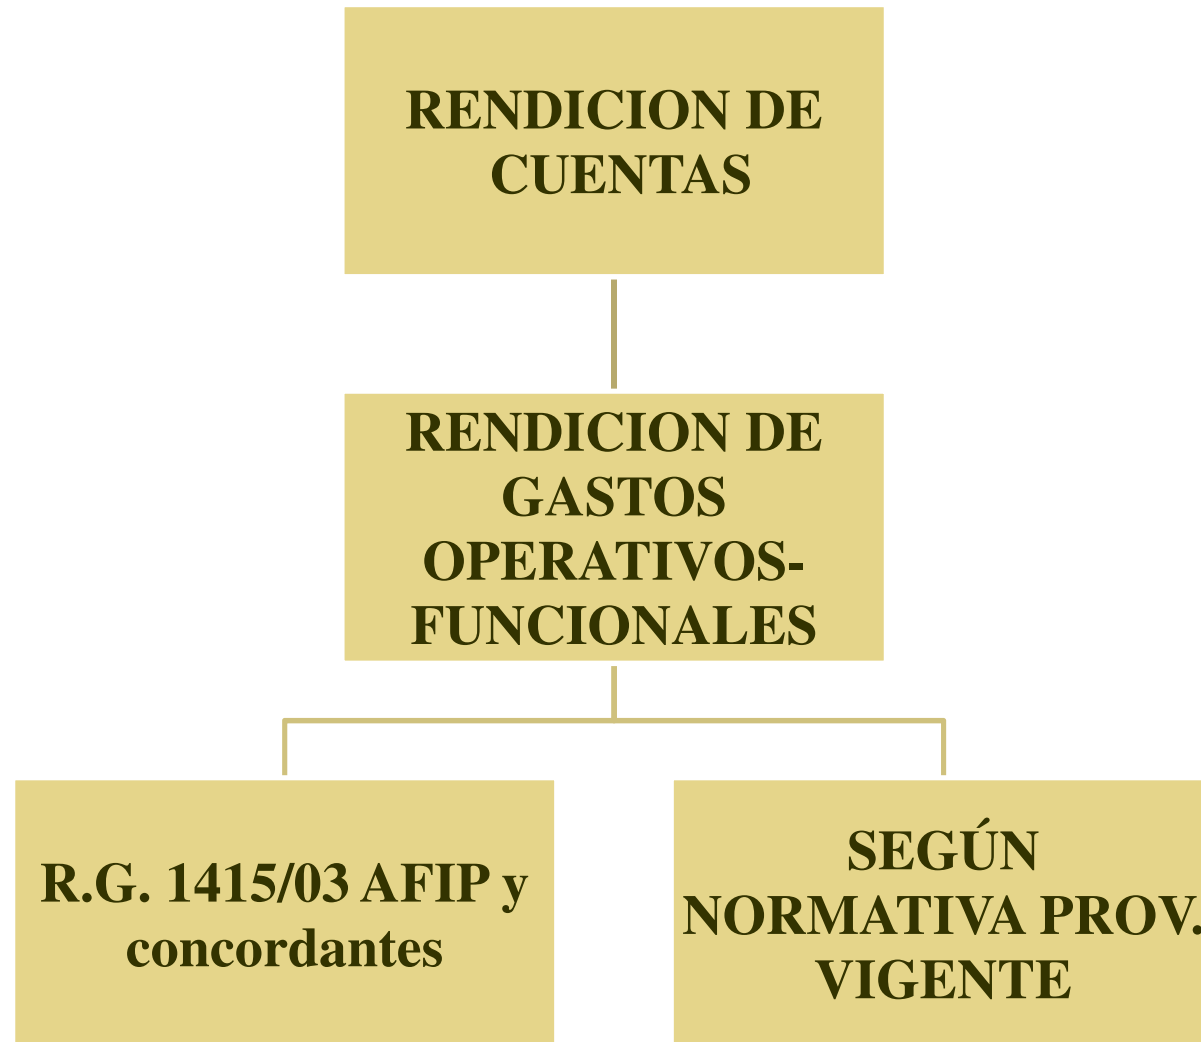 RENDICION DE
CUENTAS
RENDICION DE
GASTOS
OPERATIVOS-
FUNCIONALES
R.G. 1415/03 AFIP y
concordantes
SEGÚN
NORMATIVA PROV.
VIGENTE